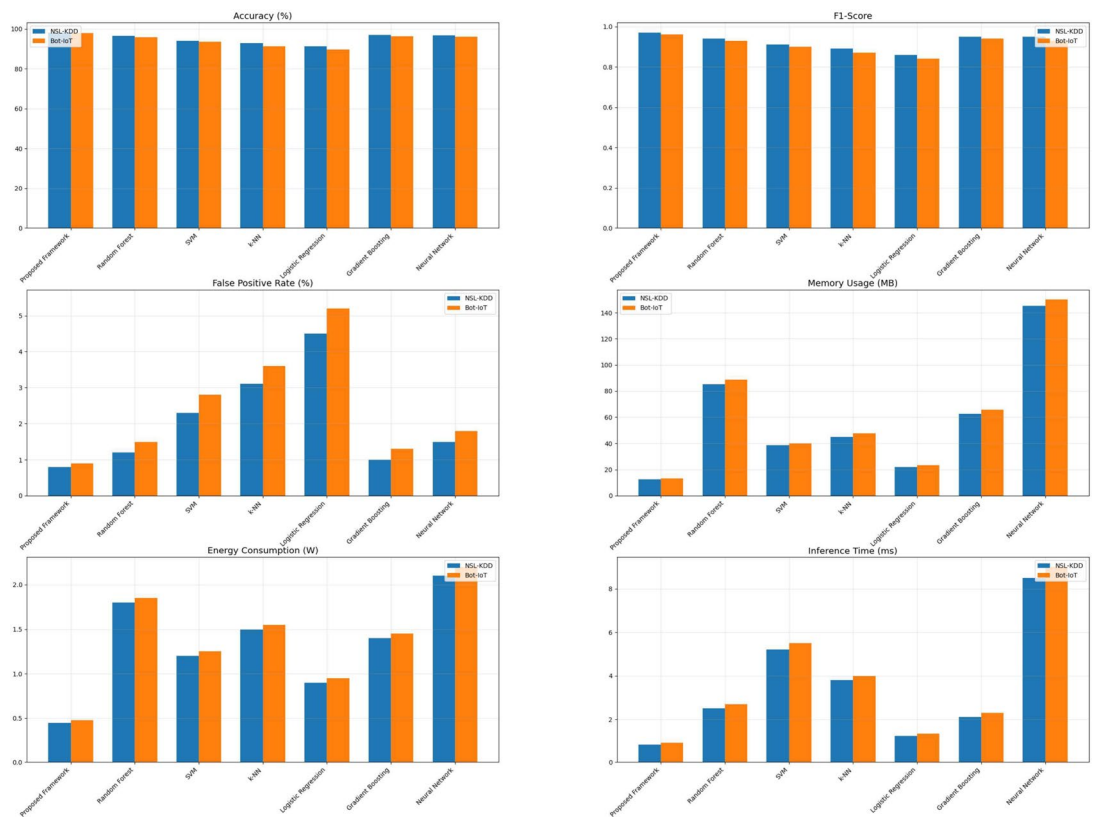 Accuracy (%)
100
80
60
40
20
0
NSL-KDD
Bot-IoT
Proposed Framework
Random Forest
SVM
k-NN
Logistic Regression
Gradient Boosting
Neural Network
F1-Score
1.0
0.8
0.6
0.4
0.2
0.0
NSL-KDD
Bot-IoT
Proposed Framework
Random Forest
SVM
k-NN
Logistic Regression
Gradient Boosting
Neural Network
False Positive Rate (%)
5
4
3
2
1
0
NSL-KDD
Bot-IoT
Proposed Framework
Random Forest
SVM
k-NN
Logistic Regression
Gradient Boosting
Neural Network
Memory Usage (MB)
140
120
100
80
60
40
20
0
NSL-KDD
Bot-IoT
Proposed Framework
Random Forest
SVM
k-NN
Logistic Regression
Gradient Boosting
Neural Network
Energy Consumption (W)
2.0
1.5
1.0
0.5
0.0
NSL-KDD
Bot-IoT
Proposed Framework
Random Forest
SVM
k-NN
Logistic Regression
Gradient Boosting
Neural Network
Inference Time (ms)
8
6
4
2
0
NSL-KDD
Bot-IoT
Proposed Framework
Random Forest
SVM
k-NN
Logistic Regression
Gradient Boosting
Neural Network